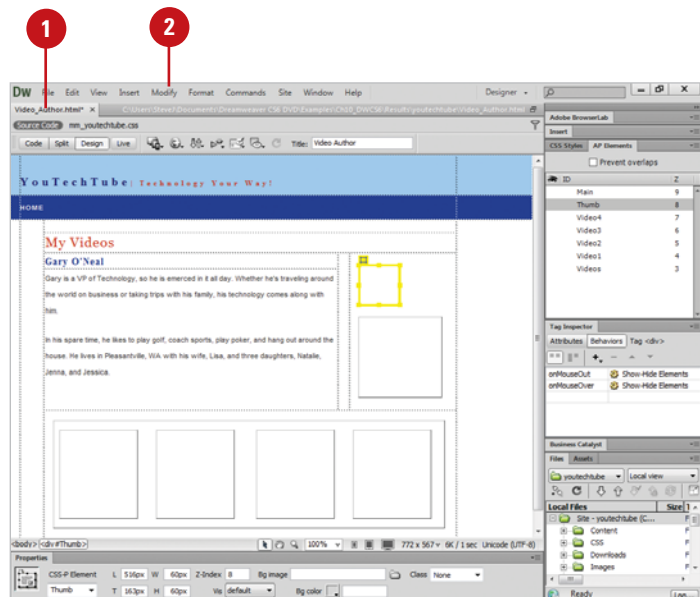 1
2
DW File Edit View Insert Modify Format Commands Site Window Help Designer
Video_Author.html* × C:\Users\Steve\Documents\Dreamweaver CS6 DVD\Examples\Ch10_DWCS6\Results\youtechtube\Video_Author.html
Source Code mm_youtechtube.css
Code Split Design Live Title: Video Author
YouTechTube| Technology Your Way!
HOME
My Videos
Gary O'Neal
Gary is a VP of Technology, so he is emerced in it all day. Whether he's traveling around
the world on business or taking trips with his family, his technology comes along with
him.
In his spare time, he likes to play golf, coach sports, play poker, and hang out around the
house. He lives in Pleasantville, WA with his wife, Lisa, and three daughters, Natalie,
Jenna, and Jessica.
<body> <div#Thumb> 100% 772 x 567 6K / 1 sec Unicode (UTF-8)
Properties
CSS-P Element L 516px W 60px Z-Index 8 Bg image Class None
Thumb T 163px H 60px Vis default Bg color
Adobe BrowserLab
Insert
CSS Styles AP Elements
Prevent overlaps
ID Z
Main 9
Thumb 8
Video4 7
Video3 6
Video2 5
Video1 4
Videos 3
Tag Inspector
Attributes Behaviors Tag <div>
onMouseOut Show-Hide Elements
onMouseOver Show-Hide Elements
Business Catalyst
Files Assets
youtechtube Local view
Local Files Size
Site - youtechtube (C...
Content
CSS
Downloads
Images
Ready Log...